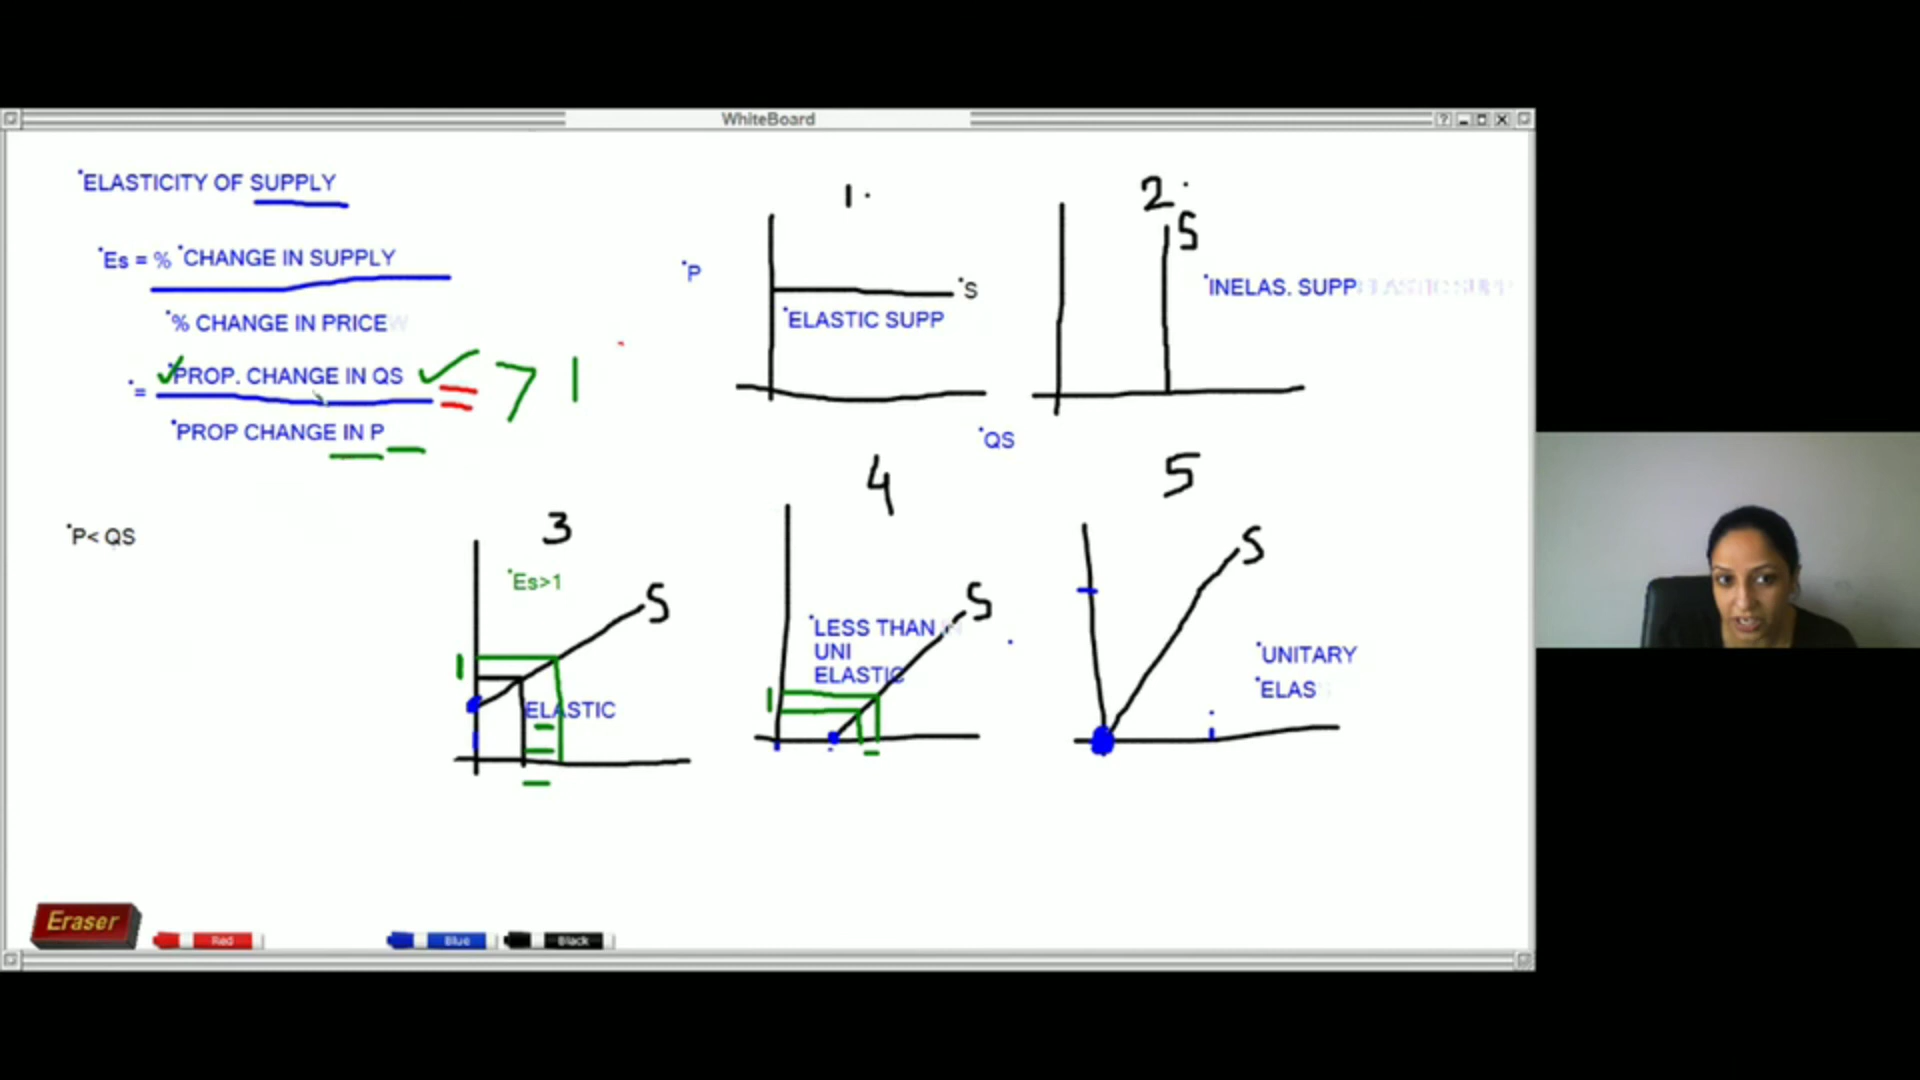 WhiteBoard
ELASTICITY OF SUPPLY
Es = % CHANGE IN SUPPLY
% CHANGE IN PRICE
= PROP. CHANGE IN QS > 1
PROP CHANGE IN P
P< QS
1.
P
S
ELASTIC SUPP
QS
2.
S
INELAS. SUPP
3
Es>1
S
ELASTIC
4
S
LESS THAN
UNI
ELASTIC
5
S
UNITARY
ELAS
Eraser
Red
Blue
Black